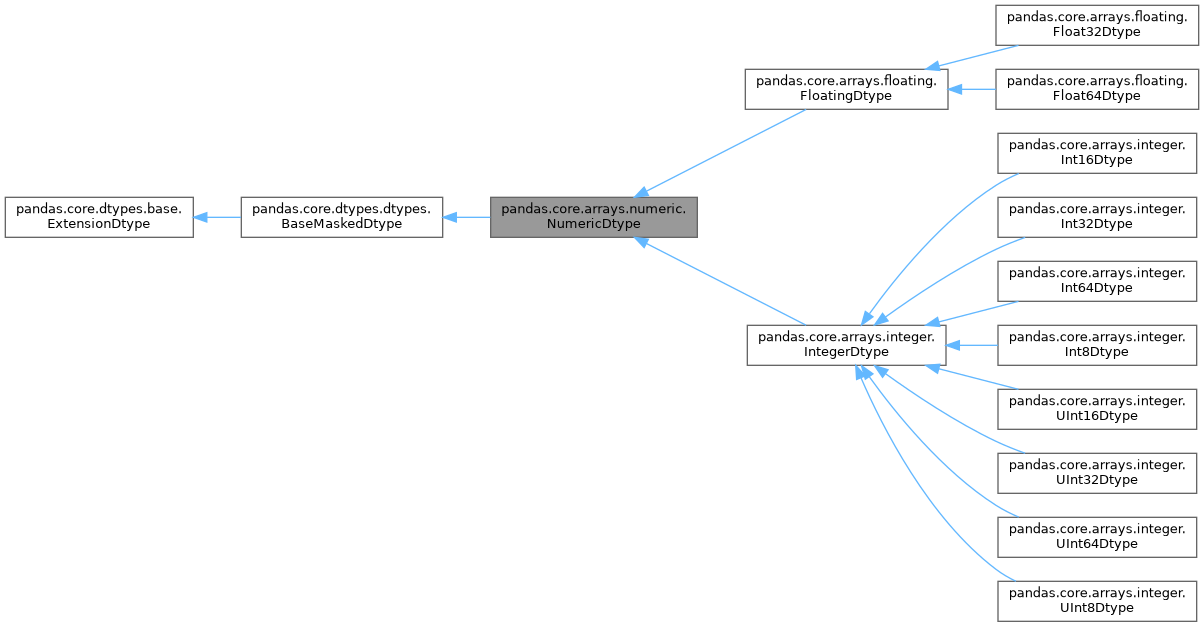 pandas.core.arrays.floating.
Float32Dtype
pandas.core.arrays.floating.
FloatingDtype
pandas.core.arrays.floating.
Float64Dtype
pandas.core.arrays.integer.
Int16Dtype
pandas.core.dtypes.base.
ExtensionDtype
pandas.core.dtypes.dtypes.
BaseMaskedDtype
pandas.core.arrays.numeric.
NumericDtype
pandas.core.arrays.integer.
Int32Dtype
pandas.core.arrays.integer.
Int64Dtype
pandas.core.arrays.integer.
IntegerDtype
pandas.core.arrays.integer.
Int8Dtype
pandas.core.arrays.integer.
UInt16Dtype
pandas.core.arrays.integer.
UInt32Dtype
pandas.core.arrays.integer.
UInt64Dtype
pandas.core.arrays.integer.
UInt8Dtype